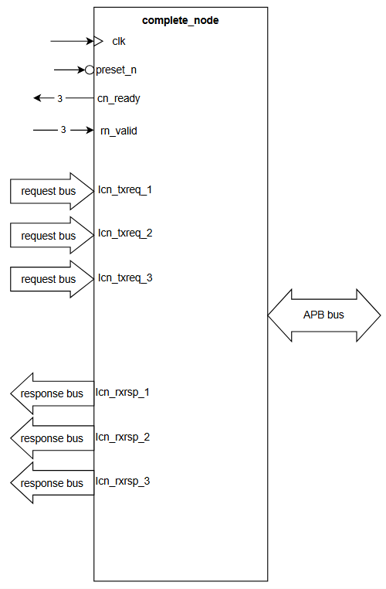 complete_node
clk
preset_n
3 cn_ready
3 rn_valid
request bus lcn_txreq_1
request bus lcn_txreq_2
request bus lcn_txreq_3
APB bus
response bus lcn_rxrsp_1
response bus lcn_rxrsp_2
response bus lcn_rxrsp_3